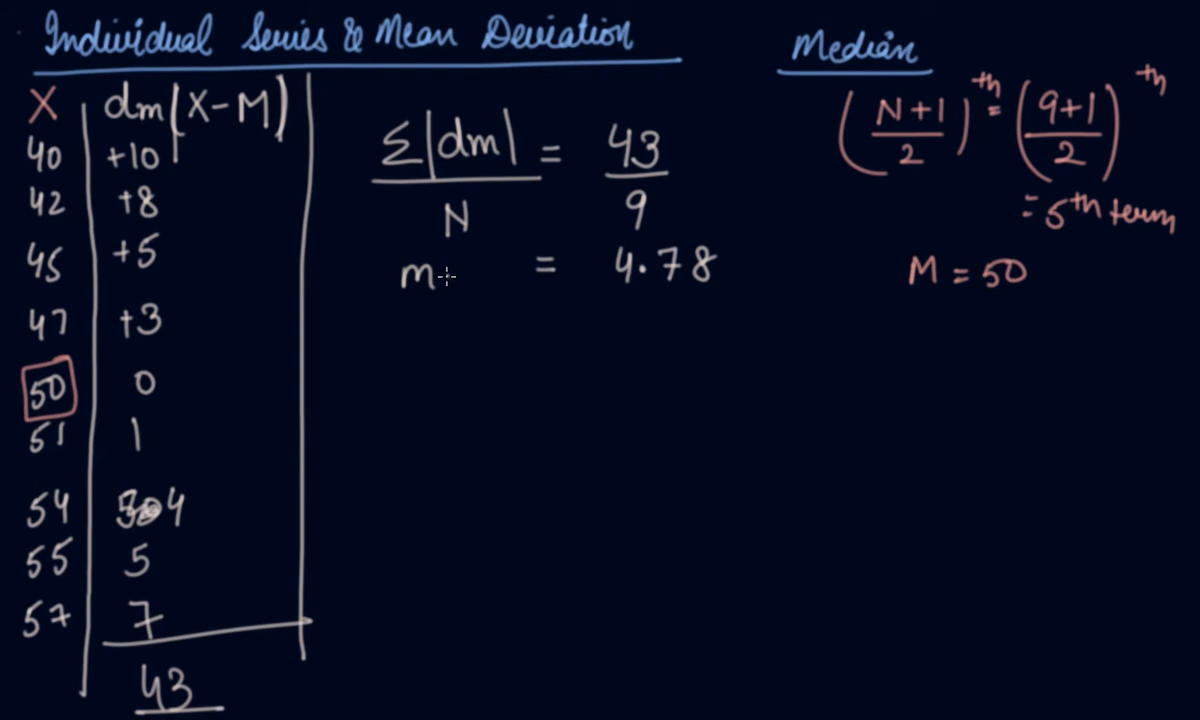 Individual Series & Mean Deviation
X dm |(X-M)
40 +10
42 +8
45 +5
47 +3
50 0
51 1
54 4
55 5
57 7
43
Σ|dm| / N = 43 / 9
m = 4.78
Median
(N+1 / 2)th = (9+1 / 2)th
= 5th term
M = 50